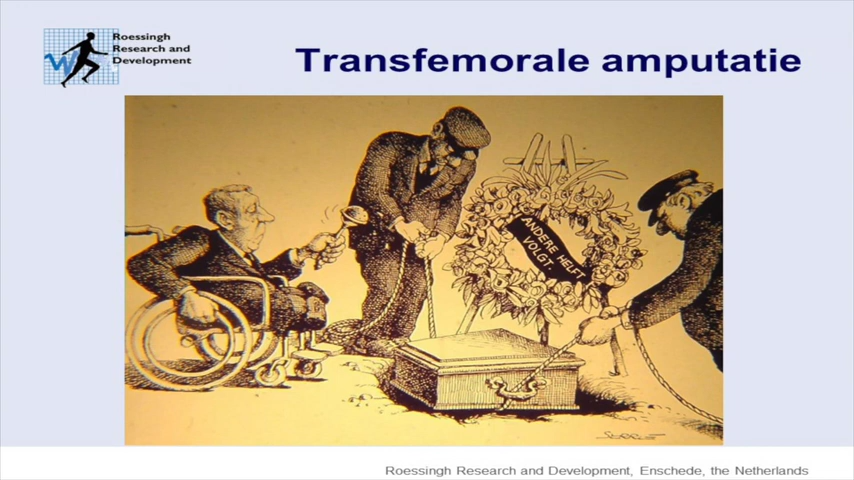 Roessingh
Research and
Development
Transfemorale amputatie
ANDERE HELFT
VOLGT.
Roessingh Research and Development, Enschede, the Netherlands